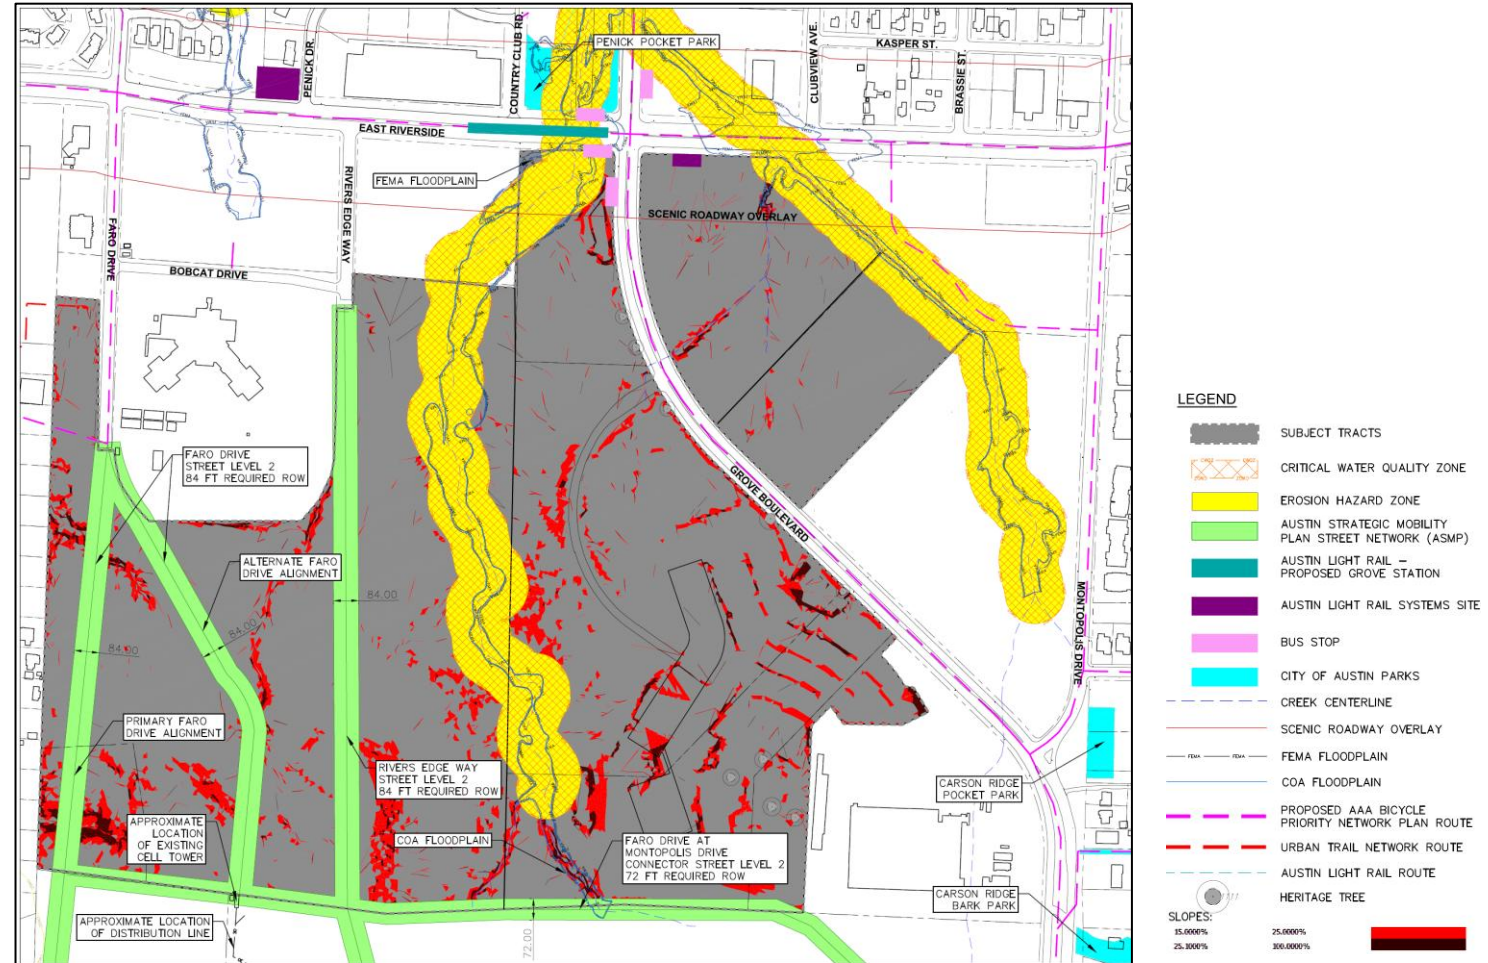 PENICK POCKET PARK
KASPER ST.
PENICK DR.
COUNTRY CLUB RD
CLUBVIEW AVE.
BRASSIE ST.
EAST RIVERSIDE
FEMA FLOODPLAIN
RIVERS EDGE WAY
SCENIC ROADWAY OVERLAY
FARO DRIVE
BOBCAT DRIVE
FARO DRIVE
STREET LEVEL 2
84 FT REQUIRED ROW
GROVE BOULEVARD
ALTERNATE FARO
DRIVE ALIGNMENT
84.00
84.00
84.00
MONTOPOLIS DRIVE
PRIMARY FARO
DRIVE ALIGNMENT
RIVERS EDGE WAY
STREET LEVEL 2
84 FT REQUIRED ROW
CARSON RIDGE
POCKET PARK
APPROXIMATE
LOCATION
OF EXISTING
CELL TOWER
COA FLOODPLAIN
FARO DRIVE AT
MONTOPOLIS DRIVE
CONNECTOR STREET LEVEL 2
72 FT REQUIRED ROW
CARSON RIDGE
BARK PARK
APPROXIMATE LOCATION
OF DISTRIBUTION LINE
72.00
LEGEND
SUBJECT TRACTS
CRITICAL WATER QUALITY ZONE
EROSION HAZARD ZONE
AUSTIN STRATEGIC MOBILITY
PLAN STREET NETWORK (ASMP)
AUSTIN LIGHT RAIL –
PROPOSED GROVE STATION
AUSTIN LIGHT RAIL SYSTEMS SITE
BUS STOP
CITY OF AUSTIN PARKS
CREEK CENTERLINE
SCENIC ROADWAY OVERLAY
FEMA FEMA
FEMA FLOODPLAIN
COA FLOODPLAIN
PROPOSED AAA BICYCLE
PRIORITY NETWORK PLAN ROUTE
URBAN TRAIL NETWORK ROUTE
AUSTIN LIGHT RAIL ROUTE
HERITAGE TREE
SLOPES:
15.0000% 25.0000%
25.1000% 100.0000%